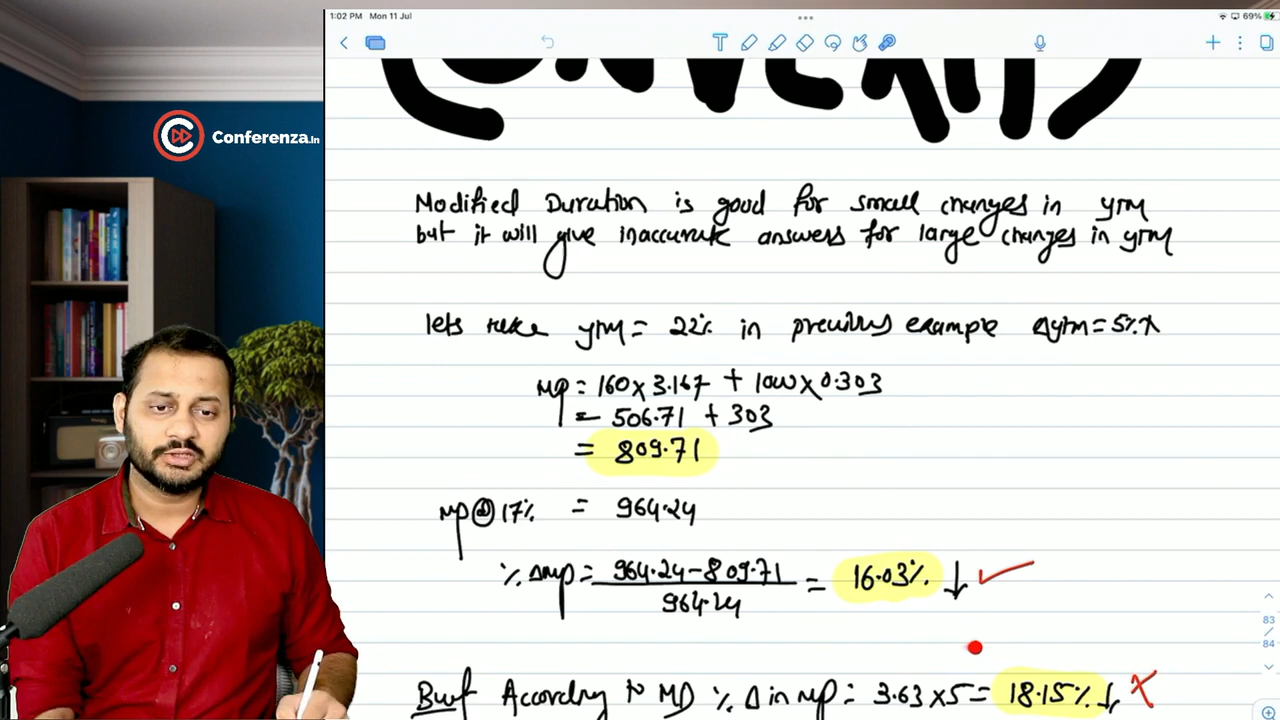 1:02 PM Mon 11 Jul
69%
Conferenza.In
CONVEXITY
Modified Duration is good for small changes in YTM
but it will give inaccurate answers for large changes in YTM
lets take YTM = 22% in previous example ΔYTM = 5%↑
MP = 160 x 3.167 + 1000 x 0.303
= 506.71 + 303
= 809.71
MP @ 17% = 964.24
% ΔMP = 964.24 - 809.71 / 964.24 = 16.03% ↓ ✓
83
/
84
But According to MD % Δ in MP = 3.63 x 5 = 18.15% ↓ X